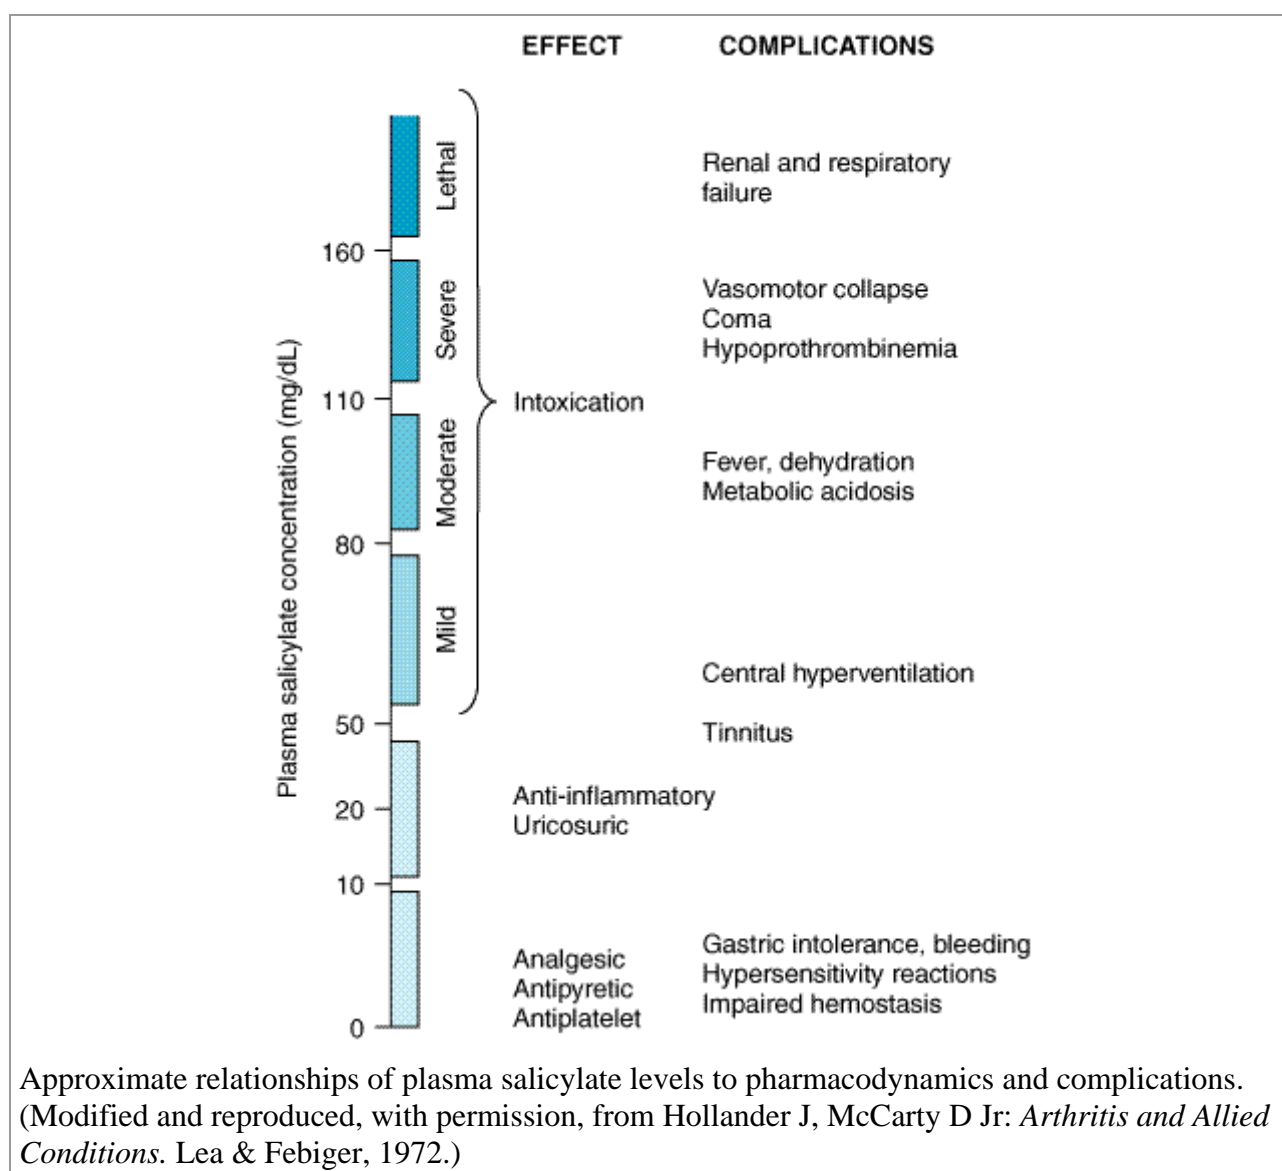 EFFECT COMPLICATIONS
Lethal
Renal and respiratory
failure
160
Severe
Vasomotor collapse
Coma
Hypoprothrombinemia
Plasma salicylate concentration (mg/dL)
110
Intoxication
Moderate
Fever, dehydration
Metabolic acidosis
80
Mild
Central hyperventilation
50
Tinnitus
20
Anti-inflammatory
Uricosuric
10
Analgesic
Antipyretic
Antiplatelet
Gastric intolerance, bleeding
Hypersensitivity reactions
Impaired hemostasis
0
Approximate relationships of plasma salicylate levels to pharmacodynamics and complications.
(Modified and reproduced, with permission, from Hollander J, McCarty D Jr: Arthritis and Allied
Conditions. Lea & Febiger, 1972.)